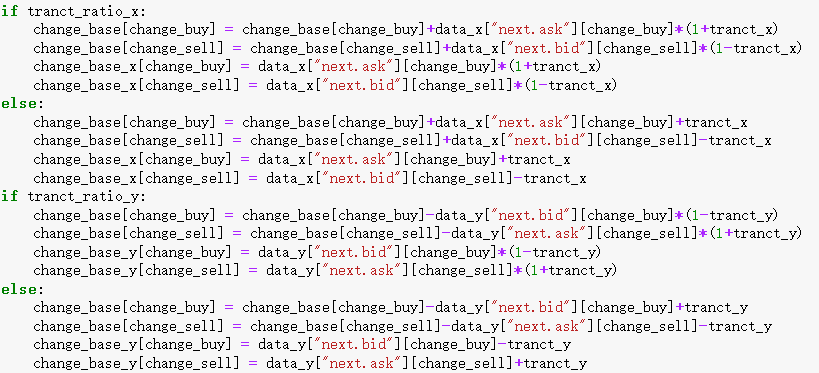 if tranct_ratio_x:
    change_base[change_buy] = change_base[change_buy]+data_x["next.ask"][change_buy]*(1+tranct_x)
    change_base[change_sell] = change_base[change_sell]+data_x["next.bid"][change_sell]*(1-tranct_x)
    change_base_x[change_buy] = data_x["next.ask"][change_buy]*(1+tranct_x)
    change_base_x[change_sell] = data_x["next.bid"][change_sell]*(1-tranct_x)
else:
    change_base[change_buy] = change_base[change_buy]+data_x["next.ask"][change_buy]+tranct_x
    change_base[change_sell] = change_base[change_sell]+data_x["next.bid"][change_sell]-tranct_x
    change_base_x[change_buy] = data_x["next.ask"][change_buy]+tranct_x
    change_base_x[change_sell] = data_x["next.bid"][change_sell]-tranct_x
if tranct_ratio_y:
    change_base[change_buy] = change_base[change_buy]-data_y["next.bid"][change_buy]*(1-tranct_y)
    change_base[change_sell] = change_base[change_sell]-data_y["next.ask"][change_sell]*(1+tranct_y)
    change_base_y[change_buy] = data_y["next.bid"][change_buy]*(1-tranct_y)
    change_base_y[change_sell] = data_y["next.ask"][change_sell]*(1+tranct_y)
else:
    change_base[change_buy] = change_base[change_buy]-data_y["next.bid"][change_buy]+tranct_y
    change_base[change_sell] = change_base[change_sell]-data_y["next.ask"][change_sell]-tranct_y
    change_base_y[change_buy] = data_y["next.bid"][change_buy]-tranct_y
    change_base_y[change_sell] = data_y["next.ask"][change_sell]+tranct_y